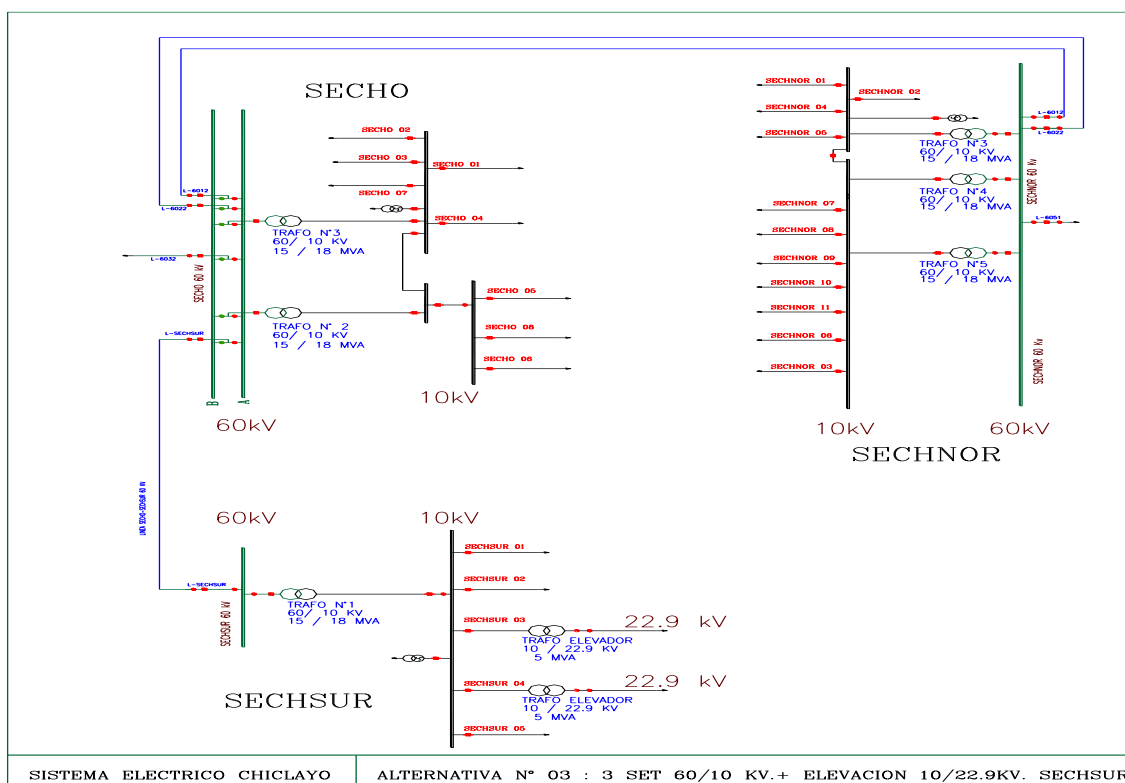 SECHO
SECHO 02
SECHO 03
SECHO 01
SECHO 07
SECHO 04
L-6012
L-6022
TRAFO N°3
60/ 10 KV
15 / 18 MVA
L-6032
SECHO 60 kV
TRAFO N° 2
60/ 10 KV
15 / 18 MVA
L-SECHSUR
SECHO 05
SECHO 08
SECHO 06
B
A
60kV
10kV
SECHNOR 01
SECHNOR 02
SECHNOR 04
SECHNOR 05
L-6012
L-6022
TRAFO N°3
60/ 10 KV
15 / 18 MVA
SECHNOR 60 Kv
TRAFO N°4
60/ 10 KV
15 / 18 MVA
SECHNOR 07
SECHNOR 08
L-6051
SECHNOR 09
TRAFO N°5
60/ 10 KV
15 / 18 MVA
SECHNOR 10
SECHNOR 11
SECHNOR 06
SECHNOR 03
SECHNOR 60 Kv
10kV
60kV
SECHNOR
LINEA SECHO-SECHSUR 60 kV
60kV
10kV
L-SECHSUR
SECHSUR 60 kV
TRAFO N°1
60/ 10 KV
15 / 18 MVA
SECHSUR 01
SECHSUR 02
SECHSUR 03
22.9 kV
TRAFO ELEVADOR
10 / 22.9 KV
5 MVA
SECHSUR 04
22.9 kV
TRAFO ELEVADOR
10 / 22.9 KV
5 MVA
SECHSUR 05
SECHSUR
SISTEMA ELECTRICO CHICLAYO
ALTERNATIVA N° 03 : 3 SET 60/10 KV.+ ELEVACION 10/22.9KV. SECHSUR